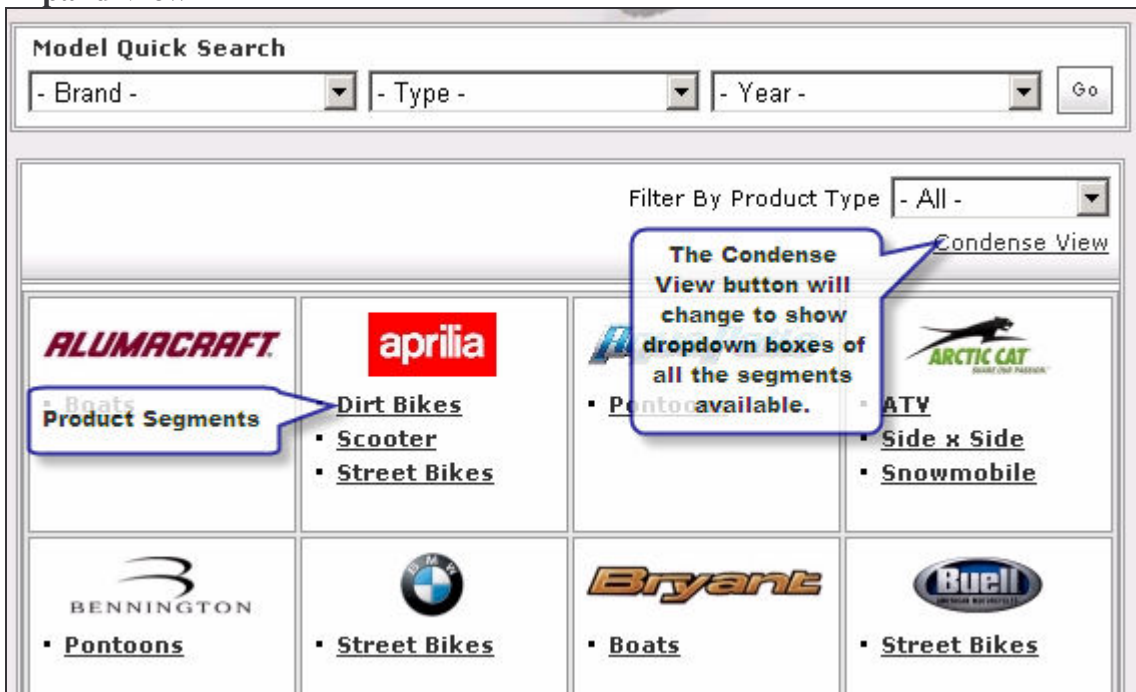 Model Quick Search
- Brand -
- Type -
- Year -
Go
Filter By Product Type
- All -
Condense View
The Condense
View button will
change to show
dropdown boxes of
all the segments
available.
ALUMACRAFT
aprilia
ARCTIC CAT
Boats
Product Segments
Dirt Bikes
Scooter
Street Bikes
ATV
Side x Side
Snowmobile
BENNINGTON
BMW
Bryant
Buell
Pontoons
Street Bikes
Boats
Street Bikes